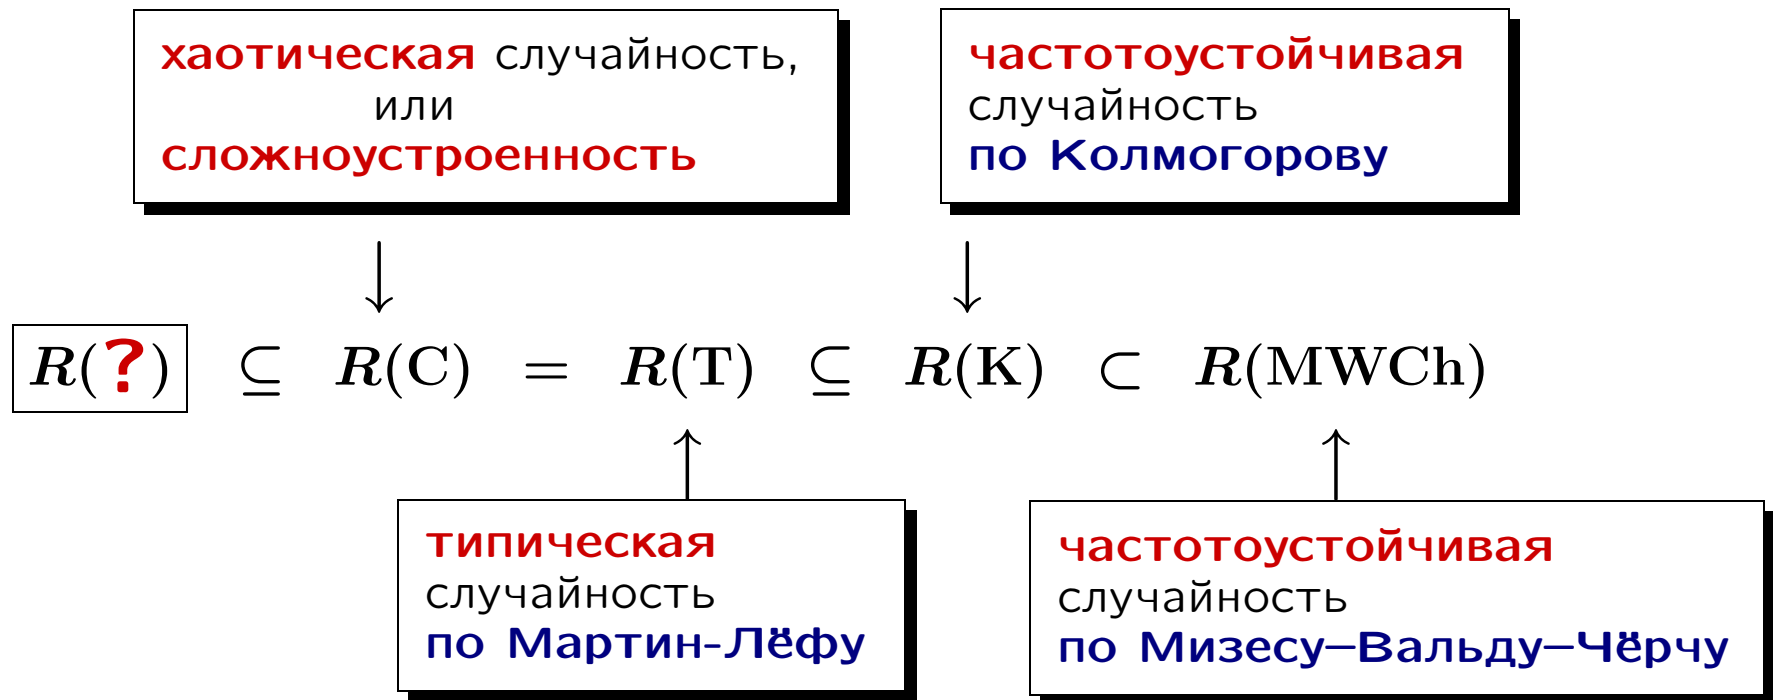 хаотическая случайность,
или
сложноустроенность
частотоустойчивая
случайность
по Колмогорову
R(?) ⊆ R(C) = R(T) ⊆ R(K) ⊂ R(MWCh)
типическая
случайность
по Мартин-Лёфу
частотоустойчивая
случайность
по Мизесу–Вальду–Чёрчу